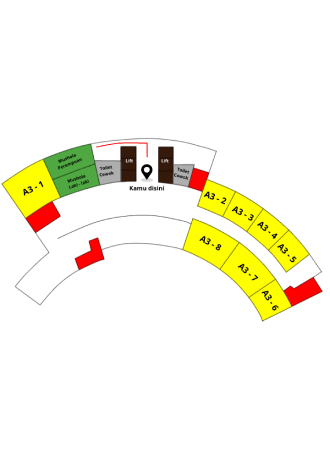 Mushola
Perempuan
Mushola
Laki - laki
Toilet
Cowok
Lift
Lift
Toilet
Cewek
Kamu disini
A3 - 1
A3 - 2
A3 - 3
A3 - 4
A3 - 5
A3 - 8
A3 - 7
A3 - 6